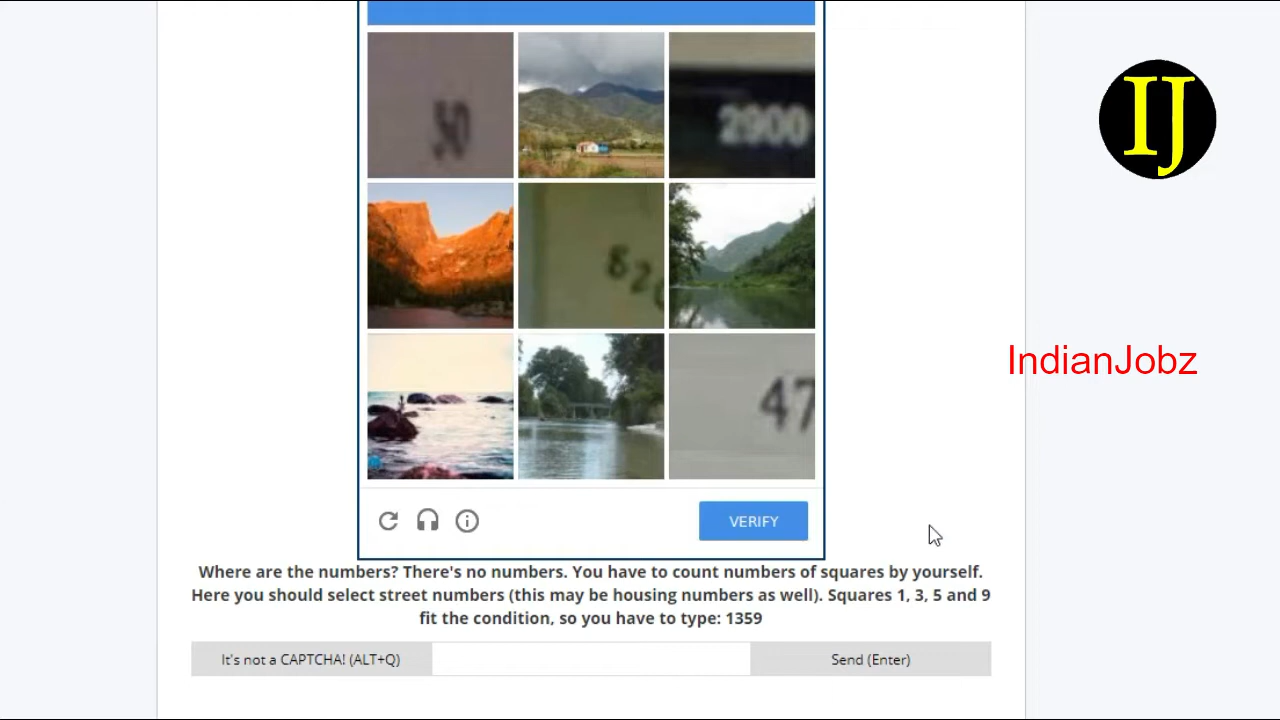 IJ
50
2900
620
47
IndianJobz
VERIFY
Where are the numbers? There's no numbers. You have to count numbers of squares by yourself.
Here you should select street numbers (this may be housing numbers as well). Squares 1, 3, 5 and 9
fit the condition, so you have to type: 1359
It's not a CAPTCHA! (ALT+Q)
Send (Enter)